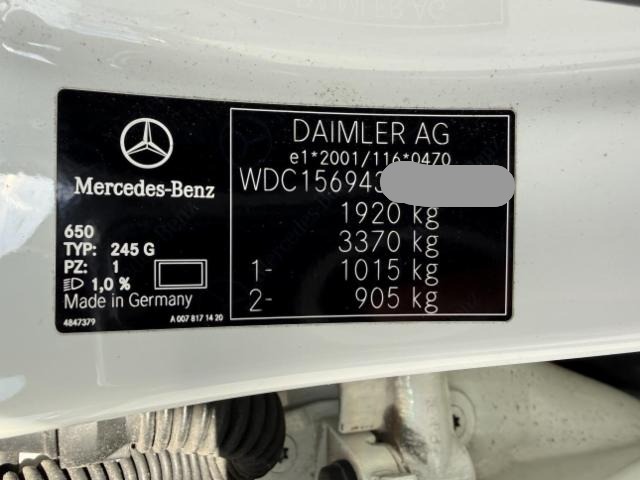 Mercedes-Benz
650
TYP: 245 G
PZ: 1
1,0 %
Made in Germany
4847379
A 007 817 14 20
DAIMLER AG
e1*2001/116*0470
WDC156943
1920 kg
3370 kg
1- 1015 kg
2- 905 kg